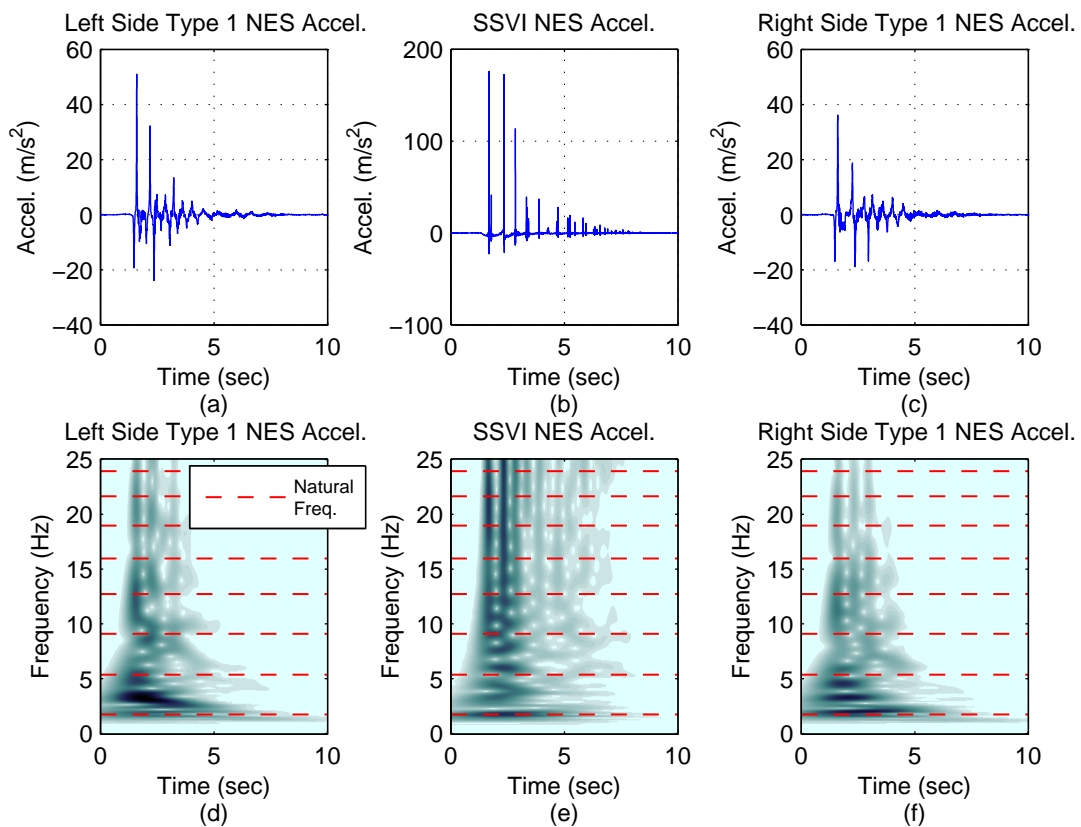 Left Side Type 1 NES Accel.
SSVI NES Accel.
Right Side Type 1 NES Accel.
60
40
20
0
−20
−40
Accel. (m/s²)
0 5 10
Time (sec)
(a)
200
100
0
−100
Accel. (m/s²)
0 5 10
Time (sec)
(b)
60
40
20
0
−20
−40
Accel. (m/s²)
0 5 10
Time (sec)
(c)
Left Side Type 1 NES Accel.
SSVI NES Accel.
Right Side Type 1 NES Accel.
25
20
15
10
5
0
Frequency (Hz)
Natural
Freq.
0 5 10
Time (sec)
(d)
25
20
15
10
5
0
Frequency (Hz)
0 5 10
Time (sec)
(e)
25
20
15
10
5
0
Frequency (Hz)
0 5 10
Time (sec)
(f)